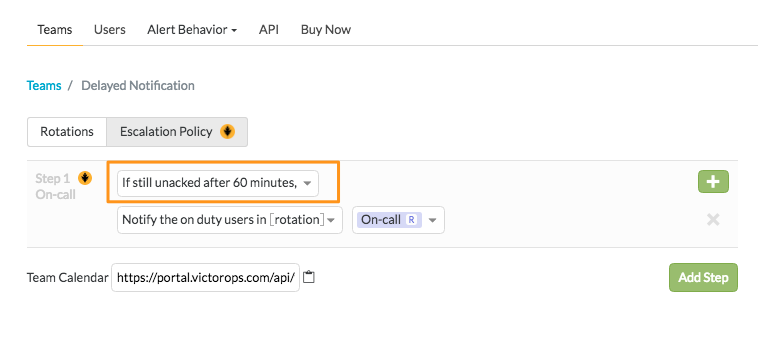 Teams Users Alert Behavior API Buy Now
Teams / Delayed Notification
Rotations Escalation Policy
Step 1 If still unacked after 60 minutes,
On-call
Notify the on duty users in [rotation] On-call R
Team Calendar https://portal.victorops.com/api/ Add Step